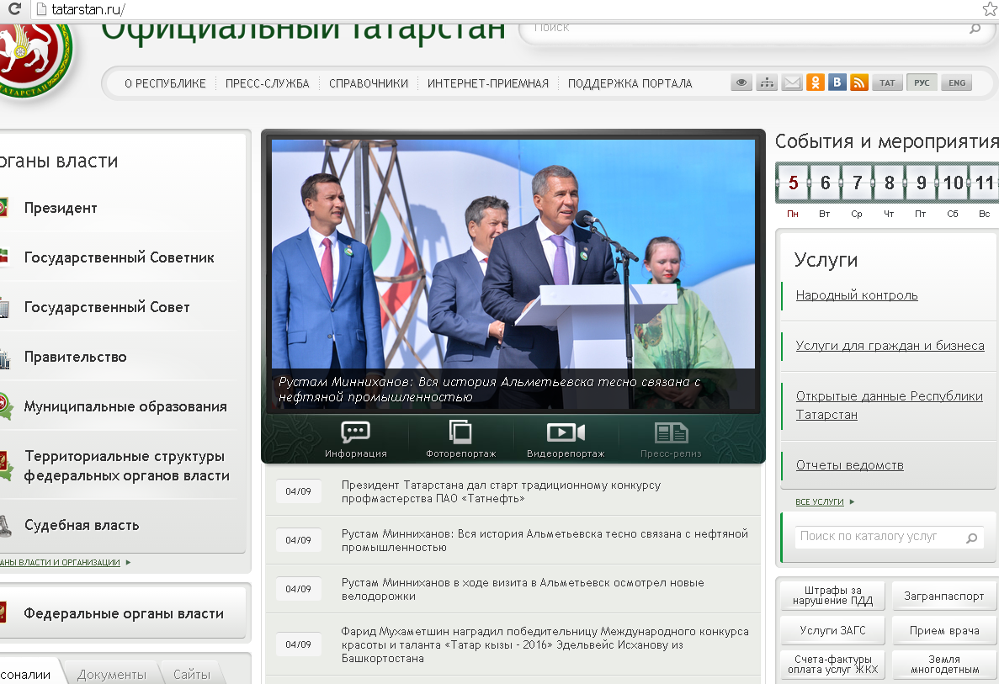 tatarstan.ru/
Официальный Татарстан
Поиск
ТАТАРСТАН
О РЕСПУБЛИКЕ
ПРЕСС-СЛУЖБА
СПРАВОЧНИКИ
ИНТЕРНЕТ-ПРИЕМНАЯ
ПОДДЕРЖКА ПОРТАЛА
В
ТАТ
РУС
ENG
рганы власти
Президент
Государственный Советник
Государственный Совет
Правительство
Муниципальные образования
Территориальные структуры
федеральных органов власти
Судебная власть
АНЫ ВЛАСТИ И ОРГАНИЗАЦИИ
Федеральные органы власти
соналии
Документы
Сайты
Рустам Минниханов: Вся история Альметьевска тесно связана с
нефтяной промышленностью
Информация
Фоторепортаж
Видеорепортаж
Пресс-релиз
04/09
Президент Татарстана дал старт традиционному конкурсу
профмастерства ПАО «Татнефть»
04/09
Рустам Минниханов: Вся история Альметьевска тесно связана с нефтяной
промышленностью
04/09
Рустам Минниханов в ходе визита в Альметьевск осмотрел новые
велодорожки
04/09
Фарид Мухаметшин наградил победительницу Международного конкурса
красоты и таланта «Татар кызы - 2016» Эдельвейс Исханову из
Башкортостана
События и мероприятия
5 6 7 8 9 10 11
Пн Вт Ср Чт Пт Сб Вс
Услуги
Народный контроль
Услуги для граждан и бизнеса
Открытые данные Республики
Татарстан
Отчеты ведомств
ВСЕ УСЛУГИ
Поиск по каталогу услуг
Штрафы за
нарушение ПДД
Загранпаспорт
Услуги ЗАГС
Прием врача
Счета-фактуры
оплата услуг ЖКХ
Земля
многодетным